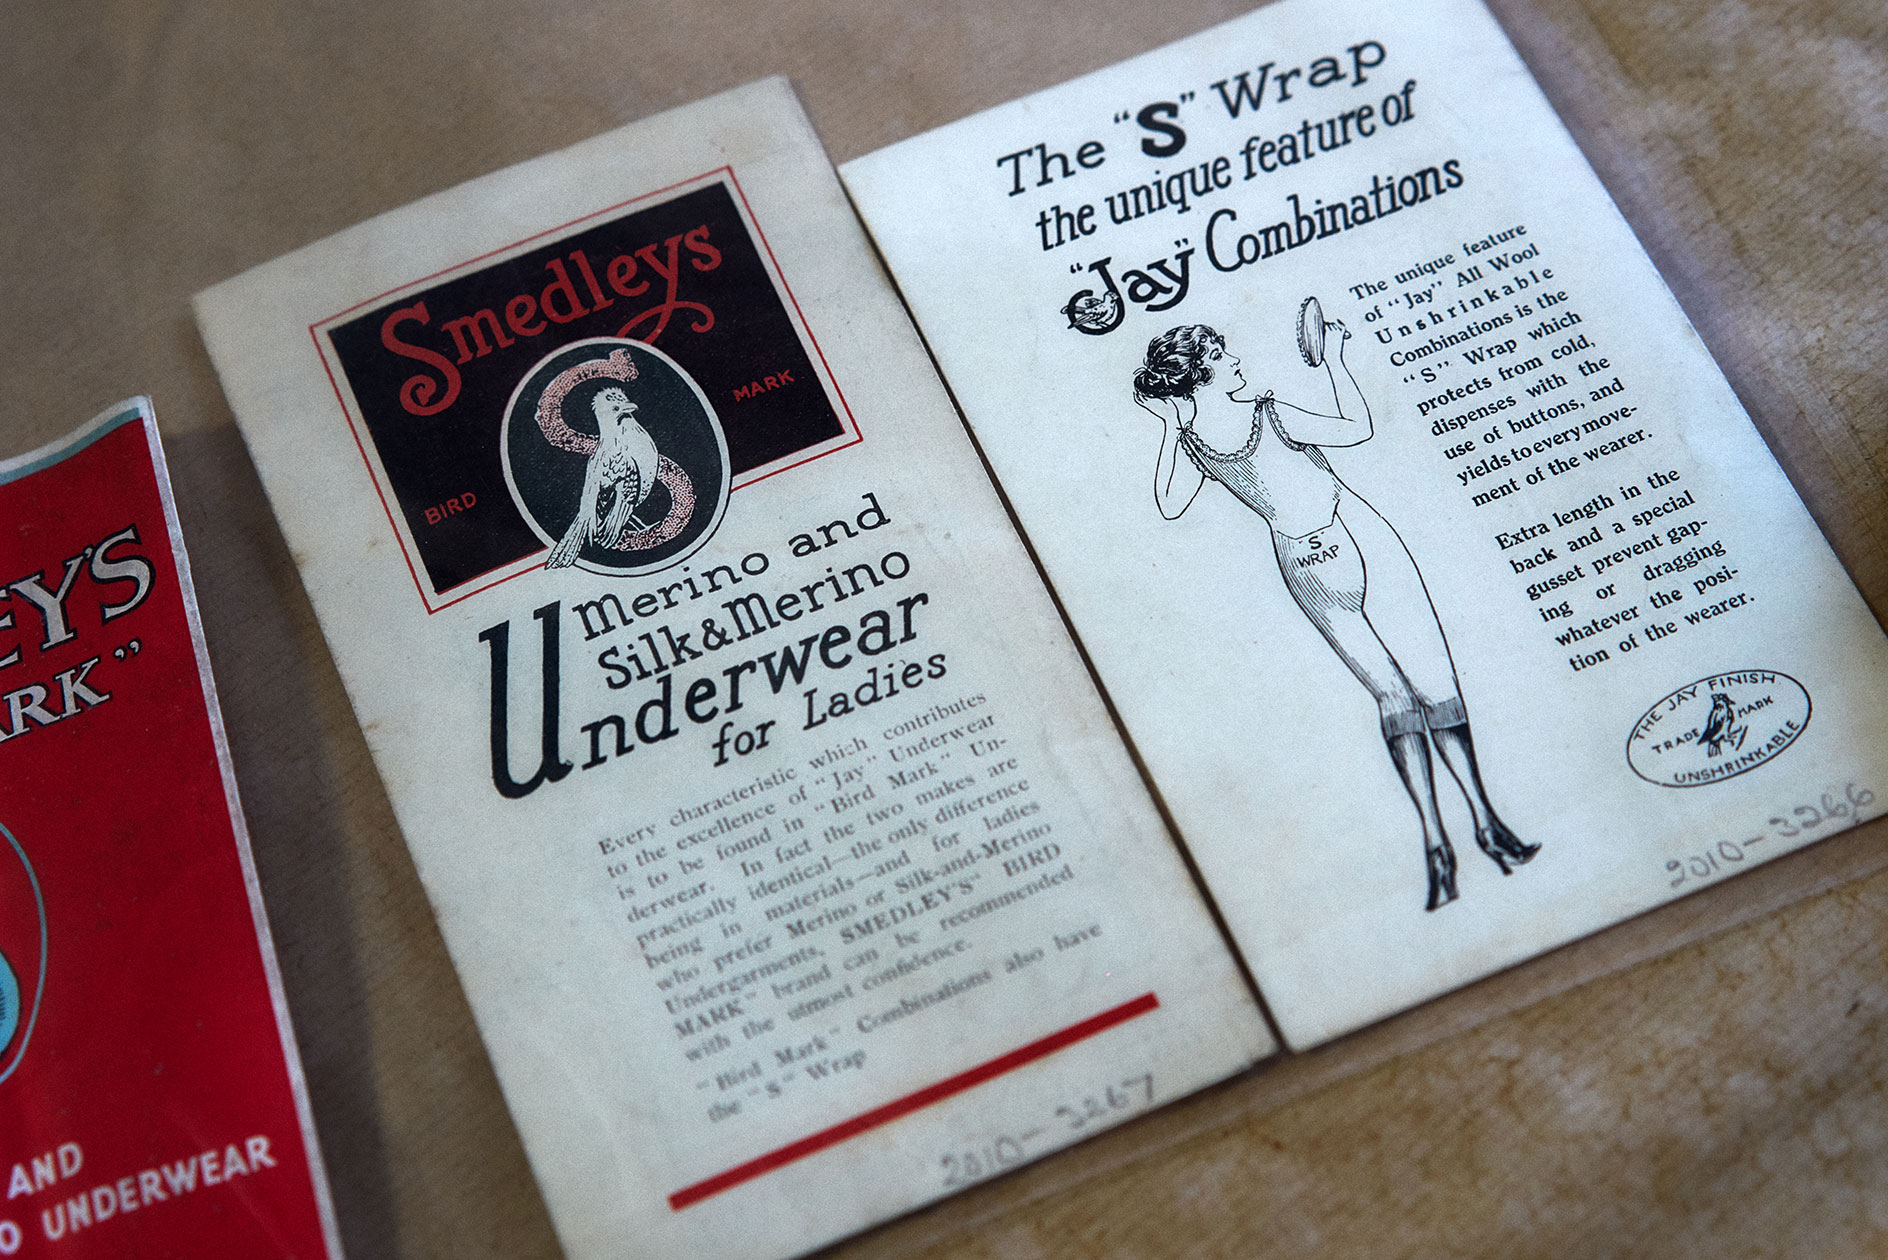 EY'S
ARK"
AND
O UNDERWEAR
Smedleys
BIRD
MARK
S
Merino and
Silk & Merino
Underwear
for Ladies
Every characteristic which contributes
to the excellence of "Jay" Underwear
is to be found in "Bird Mark" Un-
derwear. In fact the two makes are
practically identical—the only difference
being in materials—and for ladies
who prefer Merino or Silk-and-Merino
Undergarments, SMEDLEY'S" BIRD
MARK" brand can be recommended
with the utmost confidence.
"Bird Mark" Combinations also have
the "S" Wrap
2010-3267
The "S" Wrap
the unique feature of
"Jay" Combinations
The unique feature
of "Jay" All Wool
Unshrinkable
Combinations is the
"S" Wrap which
protects from cold,
dispenses with the
use of buttons, and
yields to every move-
ment of the wearer.
Extra length in the
back and a special
gusset prevent gap-
ing or dragging
whatever the posi-
tion of the wearer.
"S"
WRAP
THE JAY FINISH
TRADE MARK
UNSHRINKABLE
2010-3266